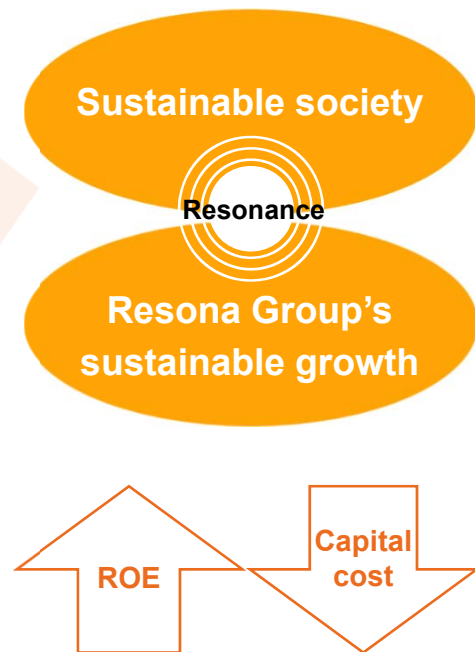 Sustainable society
Resonance
Resona Group’s
sustainable growth
ROE
Capital
cost